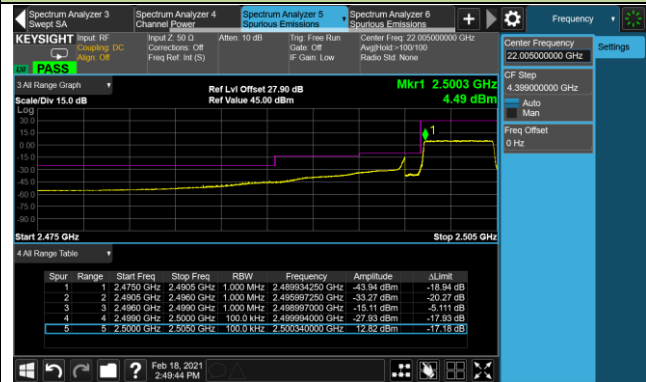 Spectrum Analyzer 3
Swept SA
Spectrum Analyzer 4
Channel Power
Spectrum Analyzer 5
Spurious Emissions
Spectrum Analyzer 6
Spurious Emissions
+
Frequency
KEYSIGHT
Input: RF
Coupling: DC
Align: Off
Input Z: 50 Ω
Corrections: Off
Freq Ref: Int (S)
Atten: 10 dB
Trig: Free Run
Gate: Off
IF Gain: Low
Center Freq: 22.005000000 GHz
Avg|Hold:>100/100
Radio Std: None
PASS
Center Frequency
22.005000000 GHz
Settings
CF Step
4.399000000 GHz
Auto
Man
Freq Offset
0 Hz
3 All Range Graph
Scale/Div 15.0 dB
Ref Lvl Offset 27.90 dB
Ref Value 45.00 dBm
Mkr1 2.5003 GHz
4.49 dBm
Log
30.0
15.0
0.00
-15.0
-30.0
-45.0
-60.0
-75.0
-90.0
1
Start 2.475 GHz
Stop 2.505 GHz
4 All Range Table
Spur Range Start Freq Stop Freq RBW Frequency Amplitude ΔLimit
1 1 2.4750 GHz 2.4905 GHz 1.000 MHz 2.489934250 GHz -43.94 dBm -18.94 dB
2 2 2.4905 GHz 2.4960 GHz 1.000 MHz 2.495997250 GHz -33.27 dBm -20.27 dB
3 3 2.4960 GHz 2.4990 GHz 1.000 MHz 2.498997000 GHz -15.11 dBm -5.111 dB
4 4 2.4990 GHz 2.5000 GHz 100.0 kHz 2.499994000 GHz -27.93 dBm -17.93 dB
5 5 2.5000 GHz 2.5050 GHz 100.0 kHz 2.500340000 GHz 12.82 dBm -17.18 dB
?
Feb 18, 2021
2:49:44 PM